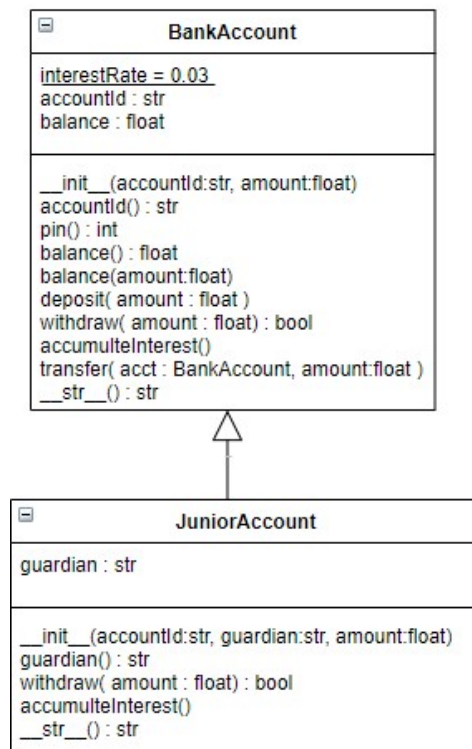 BankAccount
interestRate = 0.03
accountId : str
balance : float
__init__(accountId:str, amount:float)
accountId() : str
pin() : int
balance() : float
balance(amount:float)
deposit( amount : float )
withdraw( amount : float) : bool
accumulteInterest()
transfer( acct : BankAccount, amount:float )
__str__() : str
JuniorAccount
guardian : str
__init__(accountId:str, guardian:str, amount:float)
guardian() : str
withdraw( amount : float) : bool
accumulteInterest()
__str__() : str